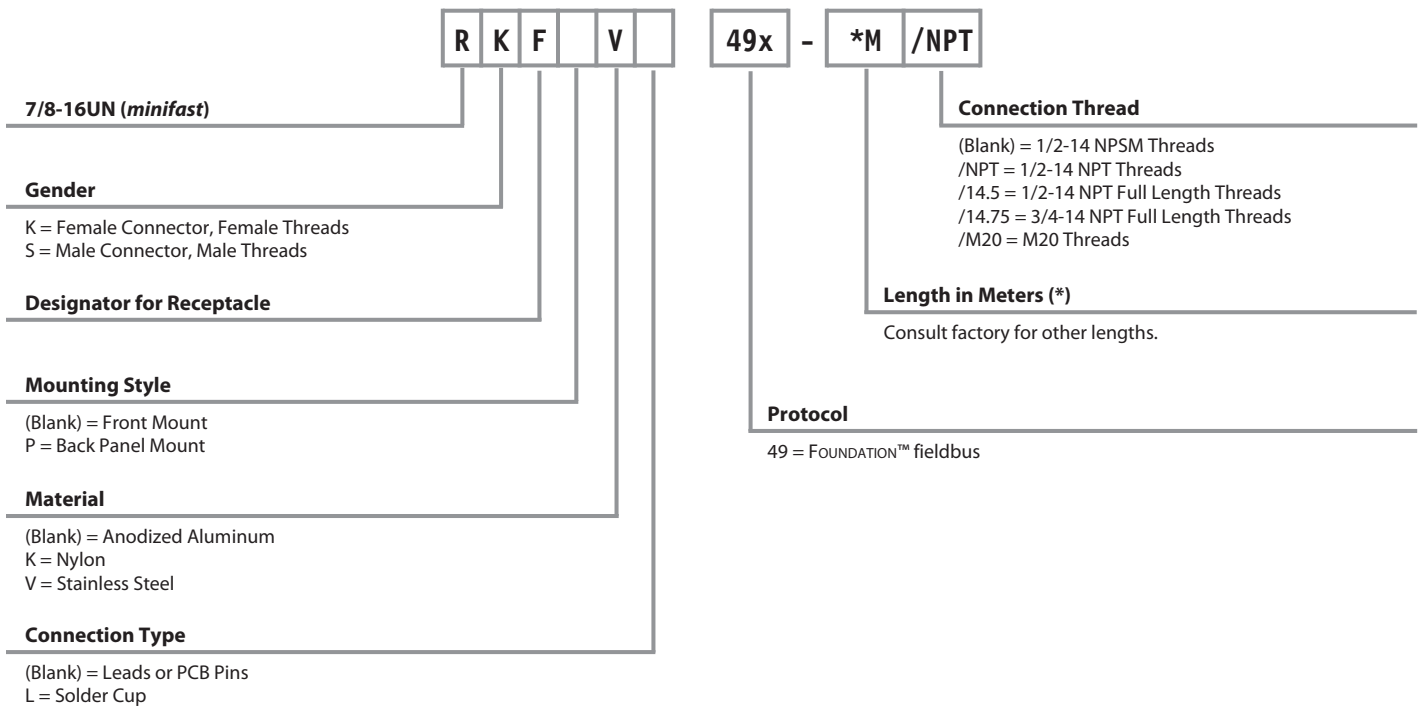 R K F V 49x - *M /NPT
7/8-16UN (minifast)
Gender
K = Female Connector, Female Threads
S = Male Connector, Male Threads
Designator for Receptacle
Mounting Style
(Blank) = Front Mount
P = Back Panel Mount
Material
(Blank) = Anodized Aluminum
K = Nylon
V = Stainless Steel
Connection Type
(Blank) = Leads or PCB Pins
L = Solder Cup
Connection Thread
(Blank) = 1/2-14 NPSM Threads
/NPT = 1/2-14 NPT Threads
/14.5 = 1/2-14 NPT Full Length Threads
/14.75 = 3/4-14 NPT Full Length Threads
/M20 = M20 Threads
Length in Meters (*)
Consult factory for other lengths.
Protocol
49 = FOUNDATION™ fieldbus